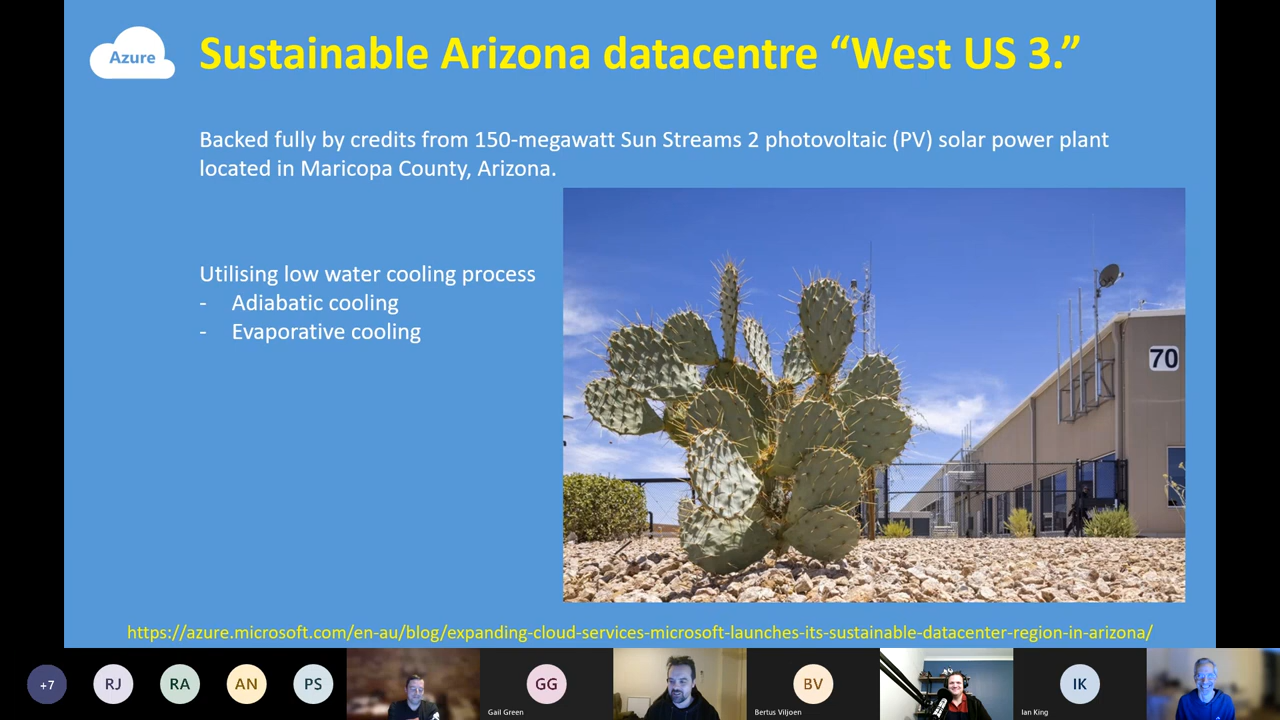 Azure
Sustainable Arizona datacentre “West US 3.”
Backed fully by credits from 150-megawatt Sun Streams 2 photovoltaic (PV) solar power plant
located in Maricopa County, Arizona.
Utilising low water cooling process
- Adiabatic cooling
- Evaporative cooling
70
https://azure.microsoft.com/en-au/blog/expanding-cloud-services-microsoft-launches-its-sustainable-datacenter-region-in-arizona/
+7
RJ
RA
AN
PS
GG
Gail Green
BV
Bertus Viljoen
IK
Ian King